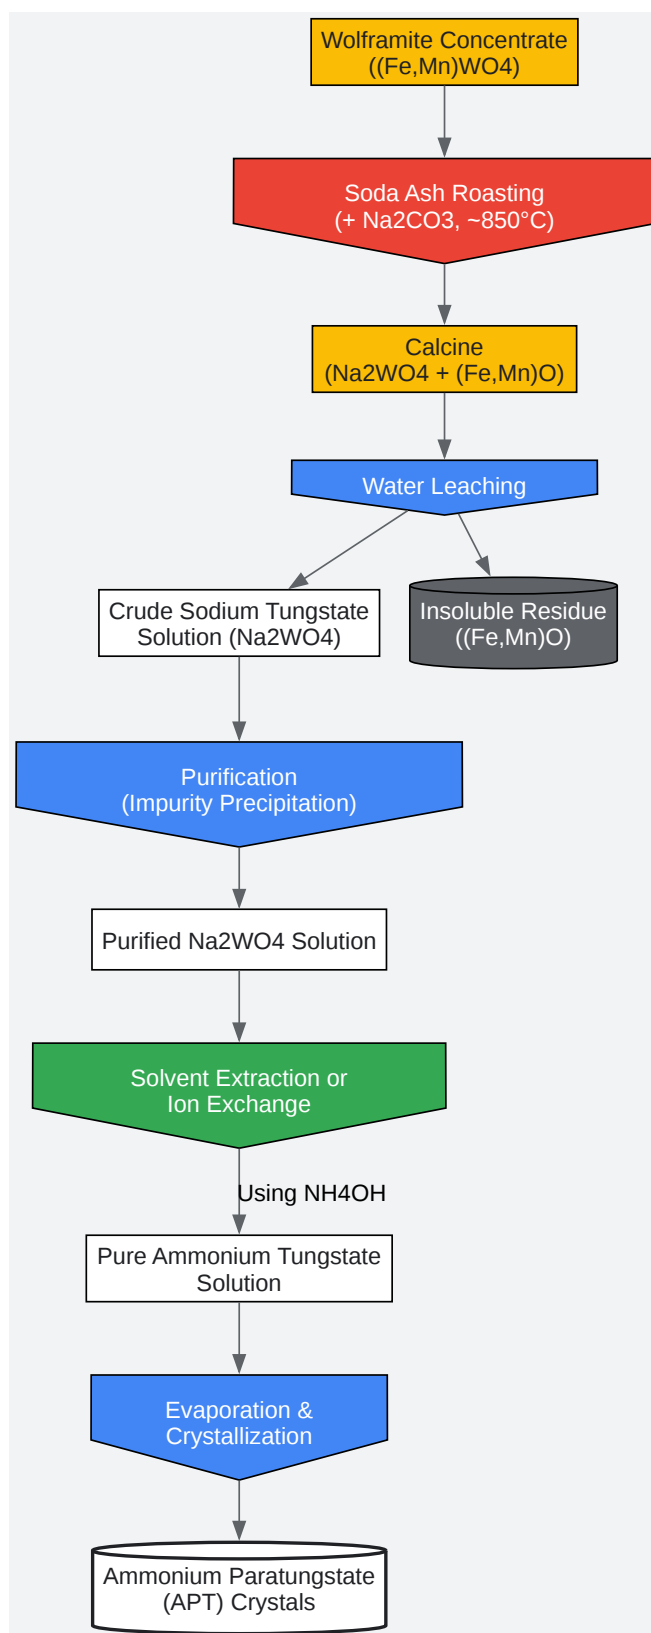 Wolframite Concentrate
((Fe,Mn)WO4)
Soda Ash Roasting
(+ Na2CO3, ~850°C)
Calcine
(Na2WO4 + (Fe,Mn)O)
Water Leaching
Crude Sodium Tungstate
Solution (Na2WO4)
Insoluble Residue
((Fe,Mn)O)
Purification
(Impurity Precipitation)
Purified Na2WO4 Solution
Solvent Extraction or
Ion Exchange
Using NH4OH
Pure Ammonium Tungstate
Solution
Evaporation &
Crystallization
Ammonium Paratungstate
(APT) Crystals